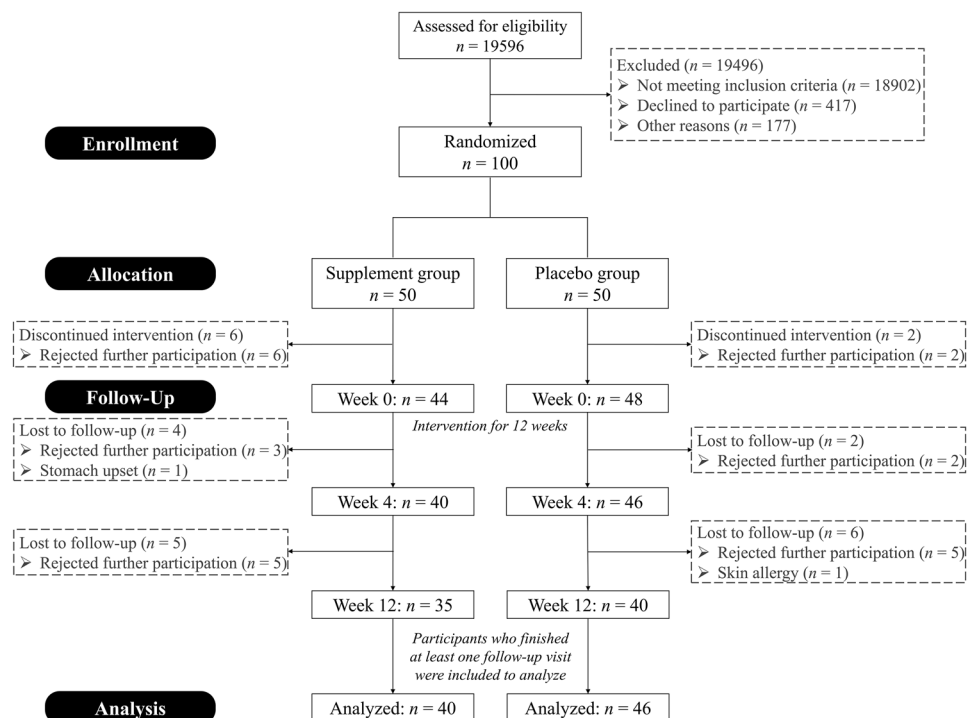 Assessed for eligibility
n = 19596
Excluded (n = 19496)
➢ Not meeting inclusion criteria (n = 18902)
➢ Declined to participate (n = 417)
➢ Other reasons (n = 177)
Enrollment
Randomized
n = 100
Allocation
Supplement group
n = 50
Placebo group
n = 50
Discontinued intervention (n = 6)
➢ Rejected further participation (n = 6)
Discontinued intervention (n = 2)
➢ Rejected further participation (n = 2)
Follow-Up
Week 0: n = 44
Week 0: n = 48
Intervention for 12 weeks
Lost to follow-up (n = 4)
➢ Rejected further participation (n = 3)
➢ Stomach upset (n = 1)
Lost to follow-up (n = 2)
➢ Rejected further participation (n = 2)
Week 4: n = 40
Week 4: n = 46
Lost to follow-up (n = 5)
➢ Rejected further participation (n = 5)
Lost to follow-up (n = 6)
➢ Rejected further participation (n = 5)
➢ Skin allergy (n = 1)
Week 12: n = 35
Week 12: n = 40
Participants who finished
at least one follow-up visit
were included to analyze
Analysis
Analyzed: n = 40
Analyzed: n = 46